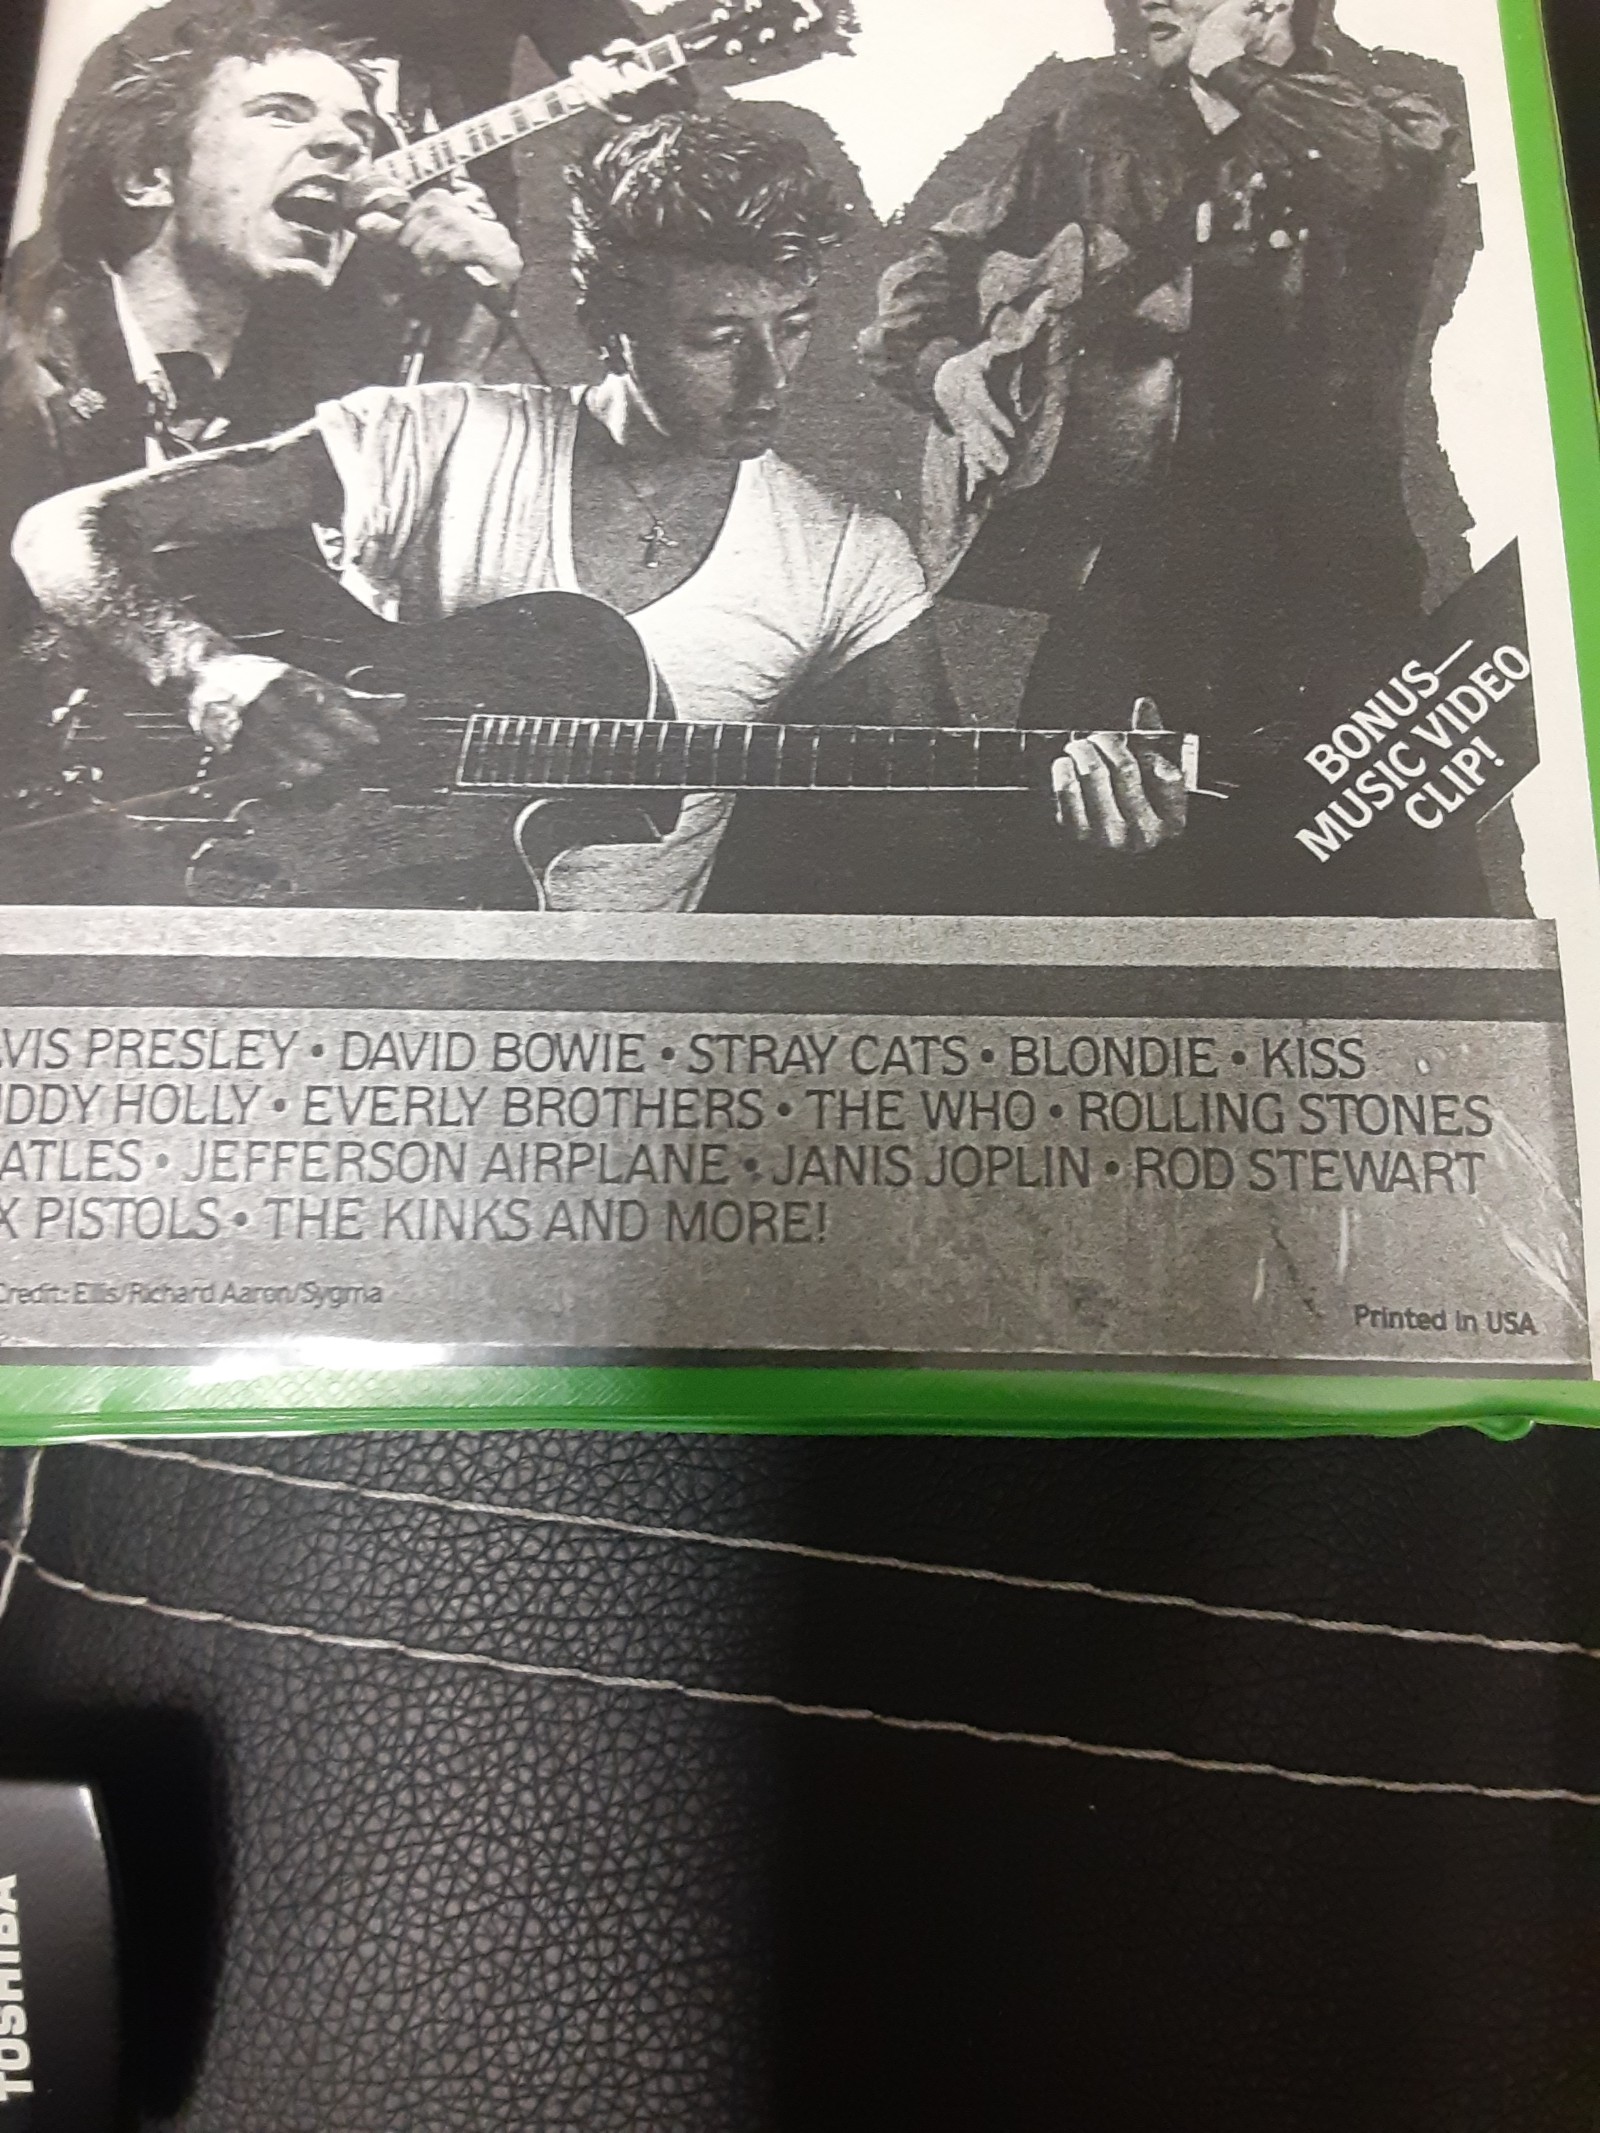 BONUS—
MUSIC VIDEO
CLIP!
VIS PRESLEY • DAVID BOWIE • STRAY CATS • BLONDIE • KISS
DDY HOLLY • EVERLY BROTHERS • THE WHO • ROLLING STONES
ATLES • JEFFERSON AIRPLANE • JANIS JOPLIN • ROD STEWART
X PISTOLS • THE KINKS AND MORE!
Credit: Ellis/Richard Aaron/Sygma
Printed in USA
TOSHIBA